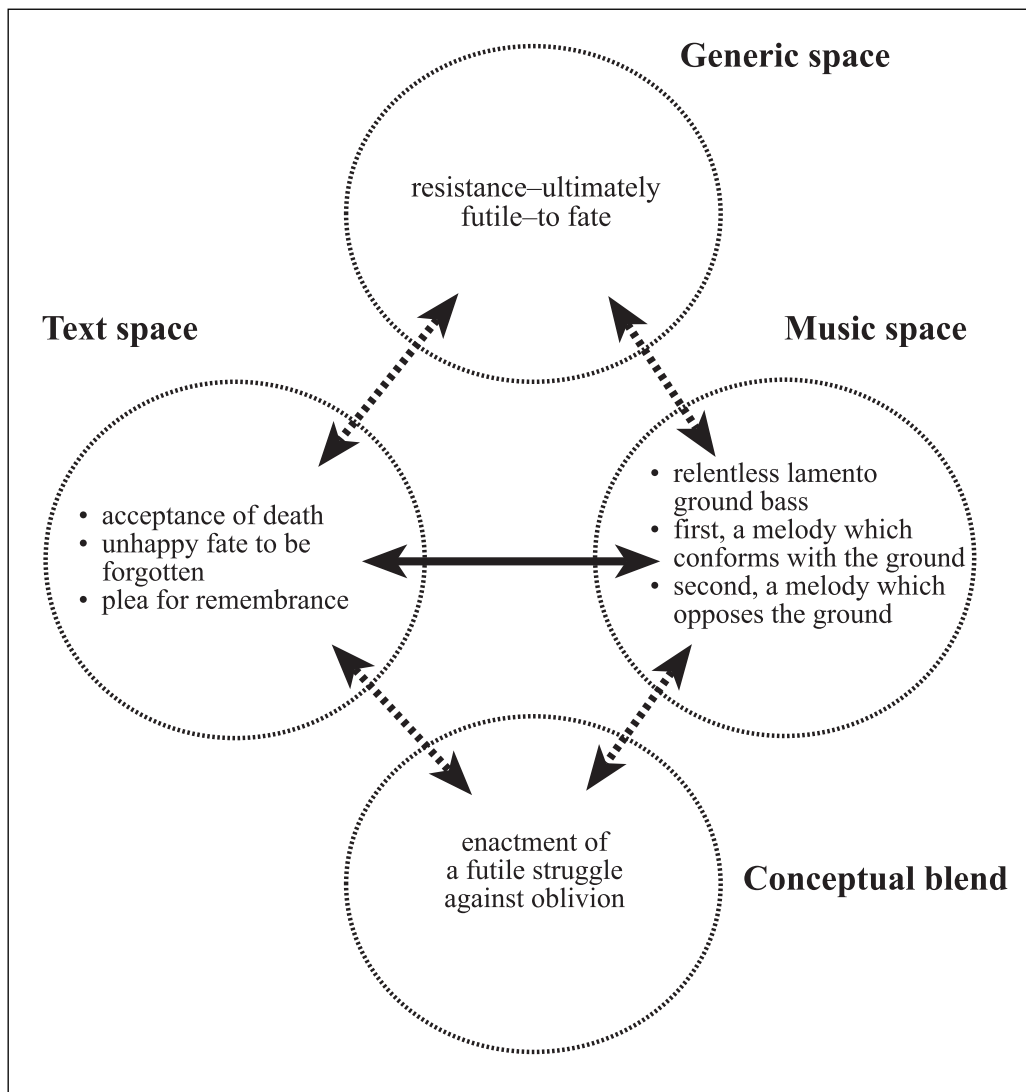 Generic space
resistance–ultimately
futile–to fate
Text space
Music space
• acceptance of death
• unhappy fate to be
forgotten
• plea for remembrance
• relentless lamento
ground bass
• first, a melody which
conforms with the ground
• second, a melody which
opposes the ground
enactment of
a futile struggle
against oblivion
Conceptual blend